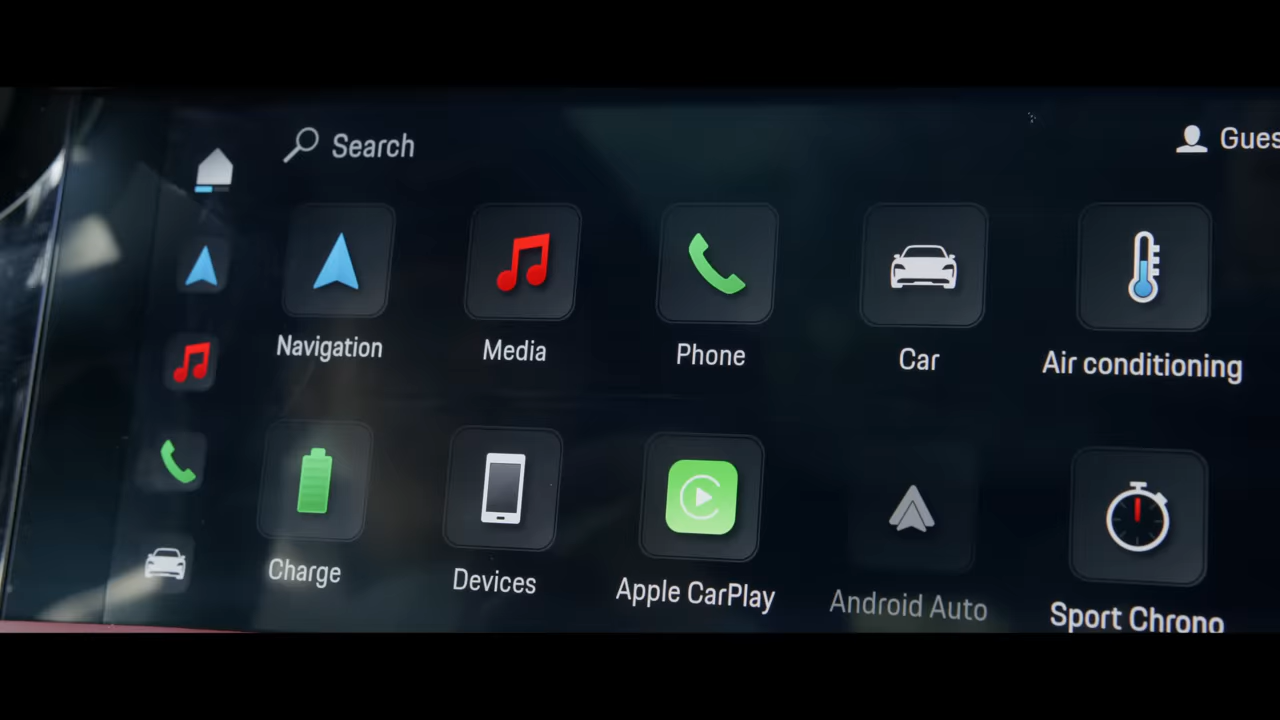 Search
Gues
Navigation
Media
Phone
Car
Air conditioning
Charge
Devices
Apple CarPlay
Android Auto
Sport Chrono